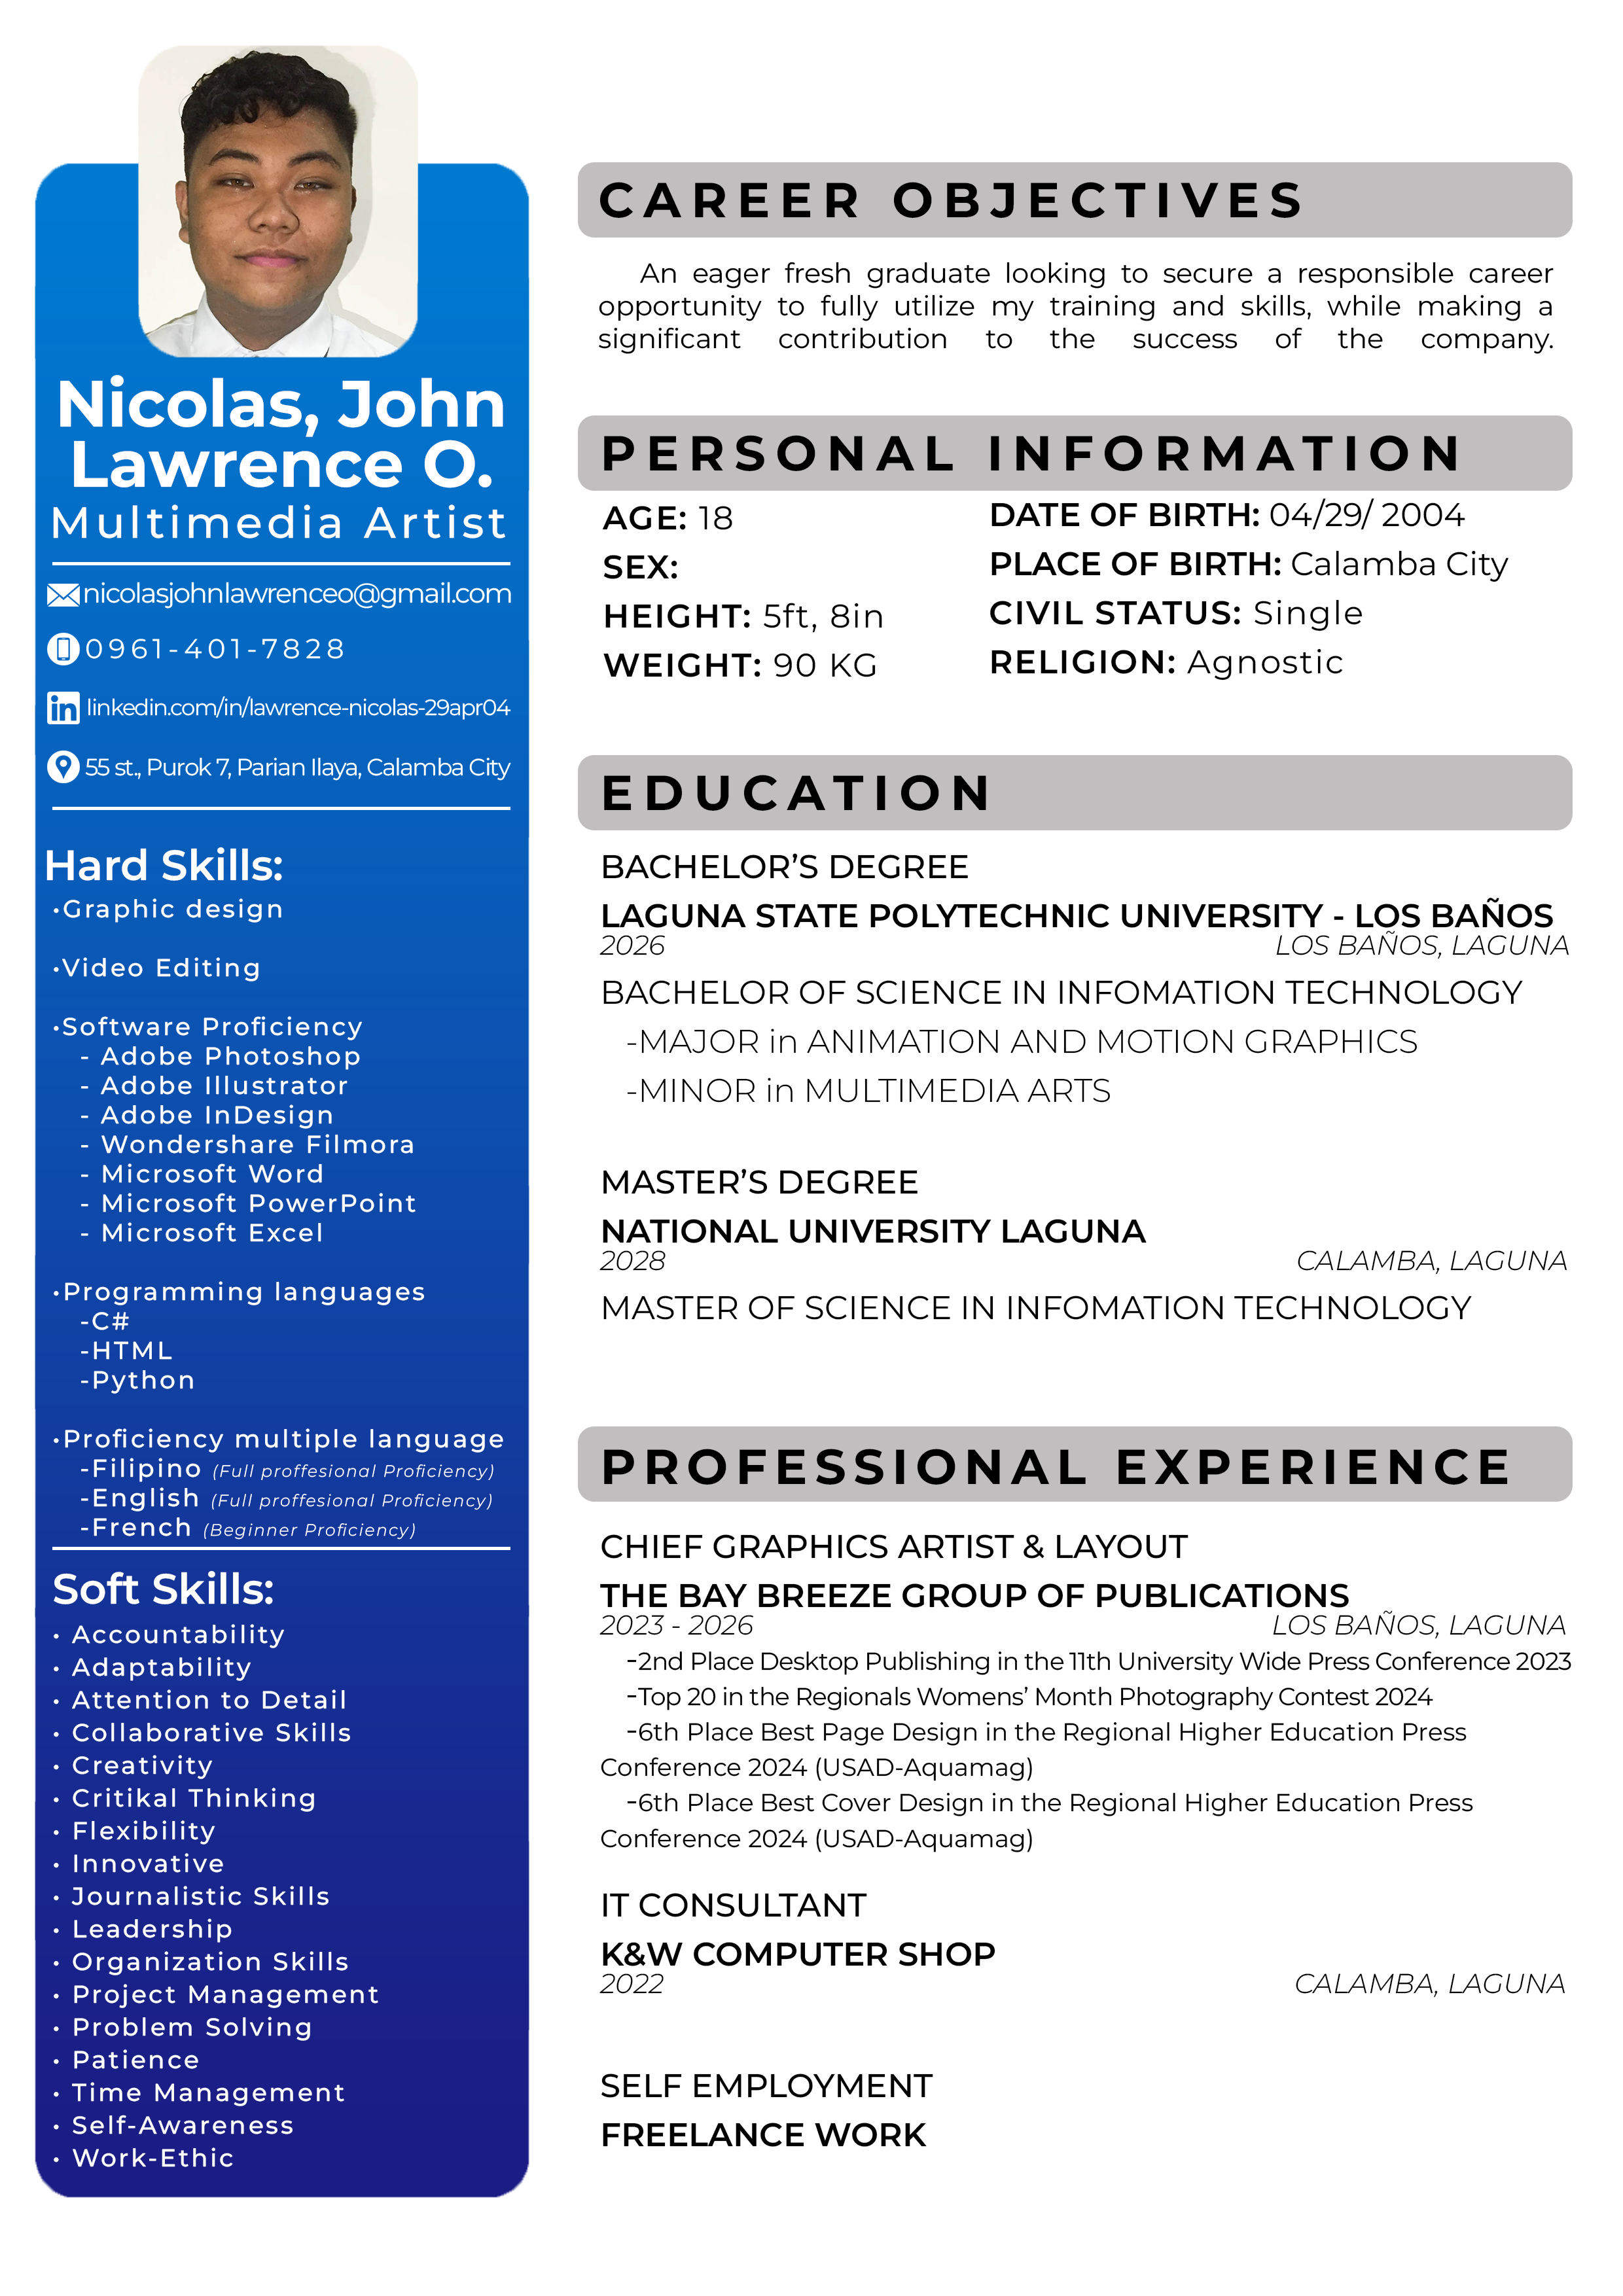 Nicolas, John
Lawrence O.
Multimedia Artist
nicolasjohnlawrenceo@gmail.com
0961-401-7828
in linkedin.com/in/lawrence-nicolas-29apr04
55 st., Purok 7, Parian Ilaya, Calamba City
Hard Skills:
•Graphic design
•Video Editing
•Software Proficiency
- Adobe Photoshop
- Adobe Illustrator
- Adobe InDesign
- Wondershare Filmora
- Microsoft Word
- Microsoft PowerPoint
- Microsoft Excel
•Programming languages
-C#
-HTML
-Python
•Proficiency multiple language
-Filipino (Full proffesional Proficiency)
-English (Full proffesional Proficiency)
-French (Beginner Proficiency)
Soft Skills:
• Accountability
• Adaptability
• Attention to Detail
• Collaborative Skills
• Creativity
• Critikal Thinking
• Flexibility
• Innovative
• Journalistic Skills
• Leadership
• Organization Skills
• Project Management
• Problem Solving
• Patience
• Time Management
• Self-Awareness
• Work-Ethic
CAREER OBJECTIVES
An eager fresh graduate looking to secure a responsible career
opportunity to fully utilize my training and skills, while making a
significant contribution to the success of the company.
PERSONAL INFORMATION
AGE: 18
SEX:
HEIGHT: 5ft, 8in
WEIGHT: 90 KG
DATE OF BIRTH: 04/29/ 2004
PLACE OF BIRTH: Calamba City
CIVIL STATUS: Single
RELIGION: Agnostic
EDUCATION
BACHELOR’S DEGREE
LAGUNA STATE POLYTECHNIC UNIVERSITY - LOS BAÑOS
2026 LOS BAÑOS, LAGUNA
BACHELOR OF SCIENCE IN INFOMATION TECHNOLOGY
-MAJOR in ANIMATION AND MOTION GRAPHICS
-MINOR in MULTIMEDIA ARTS
MASTER’S DEGREE
NATIONAL UNIVERSITY LAGUNA
2028 CALAMBA, LAGUNA
MASTER OF SCIENCE IN INFOMATION TECHNOLOGY
PROFESSIONAL EXPERIENCE
CHIEF GRAPHICS ARTIST & LAYOUT
THE BAY BREEZE GROUP OF PUBLICATIONS
2023 - 2026 LOS BAÑOS, LAGUNA
-2nd Place Desktop Publishing in the 11th University Wide Press Conference 2023
-Top 20 in the Regionals Womens’ Month Photography Contest 2024
-6th Place Best Page Design in the Regional Higher Education Press
Conference 2024 (USAD-Aquamag)
-6th Place Best Cover Design in the Regional Higher Education Press
Conference 2024 (USAD-Aquamag)
IT CONSULTANT
K&W COMPUTER SHOP
2022 CALAMBA, LAGUNA
SELF EMPLOYMENT
FREELANCE WORK